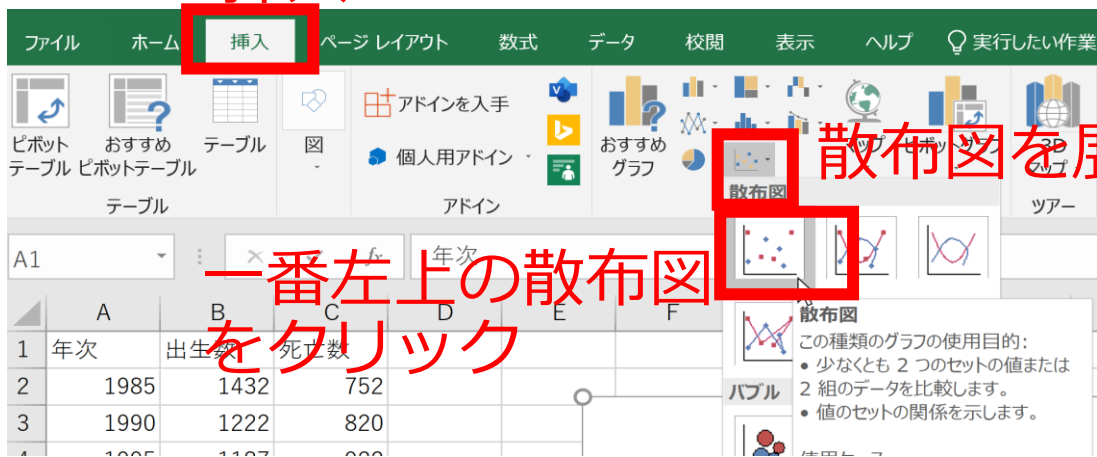 ファイル ホーム 挿入 ページ レイアウト 数式 データ 校閲 表示 ヘルプ 実行したい作業
アドインを入手
個人用アドイン
ピボット
テーブル
おすすめ
ピボットテーブル
テーブル
図
おすすめ
グラフ
3D
マップ
テーブル アドイン ツアー
散布図を
散布図
A1 fx 年次
一番左上の散布図
をクリック
A B C D E F
1 年次 出生数 死亡数
2 1985 1432 752
3 1990 1222 820
散布図
この種類のグラフの使用目的:
• 少なくとも 2 つのセットの値または
2 組のデータを比較します。
• 値のセットの関係を示します。
バブル